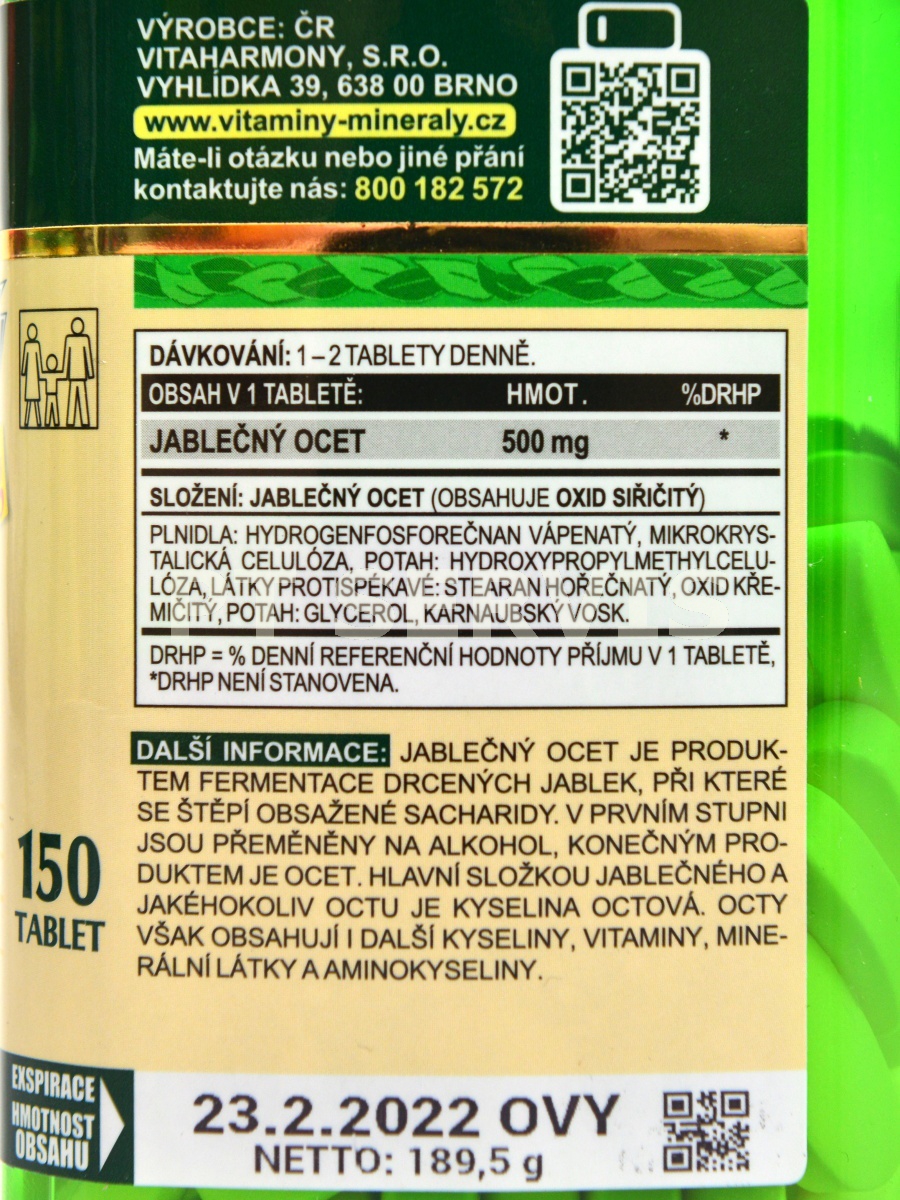 VÝROBCE: ČR
VITAHARMONY, S.R.O.
VYHLÍDKA 39, 638 00 BRNO
www.vitaminy-mineraly.cz
Máte-li otázku nebo jiné přání
kontaktujte nás: 800 182 572
DÁVKOVÁNÍ: 1–2 TABLETY DENNĚ.
OBSAH V 1 TABLETĚ: HMOT. %DRHP
JABLEČNÝ OCET 500 mg *
SLOŽENÍ: JABLEČNÝ OCET (OBSAHUJE OXID SIŘIČITÝ)
PLNIDLA: HYDROGENFOSFOREČNAN VÁPENATÝ, MIKROKRYS-
TALICKÁ CELULÓZA, POTAH: HYDROXYPROPYLMETHYLCELU-
LÓZA, LÁTKY PROTISPÉKAVÉ: STEARAN HOŘEČNATÝ, OXID KŘE-
MIČITÝ, POTAH: GLYCEROL, KARNAUBSKÝ VOSK.
DRHP = % DENNÍ REFERENČNÍ HODNOTY PŘÍJMU V 1 TABLETĚ,
*DRHP NENÍ STANOVENA.
DALŠÍ INFORMACE: JABLEČNÝ OCET JE PRODUK-
TEM FERMENTACE DRCENÝCH JABLEK, PŘI KTERÉ
SE ŠTĚPÍ OBSAŽENÉ SACHARIDY. V PRVNÍM STUPNI
JSOU PŘEMĚNĚNY NA ALKOHOL, KONEČNÝM PRO-
DUKTEM JE OCET. HLAVNÍ SLOŽKOU JABLEČNÉHO A
JAKÉHOKOLIV OCTU JE KYSELINA OCTOVÁ. OCTY
VŠAK OBSAHUJÍ I DALŠÍ KYSELINY, VITAMINY, MINE-
RÁLNÍ LÁTKY A AMINOKYSELINY.
150
TABLET
EXSPIRACE
HMOTNOST
OBSAHU
23.2.2022 OVY
NETTO: 189,5 g